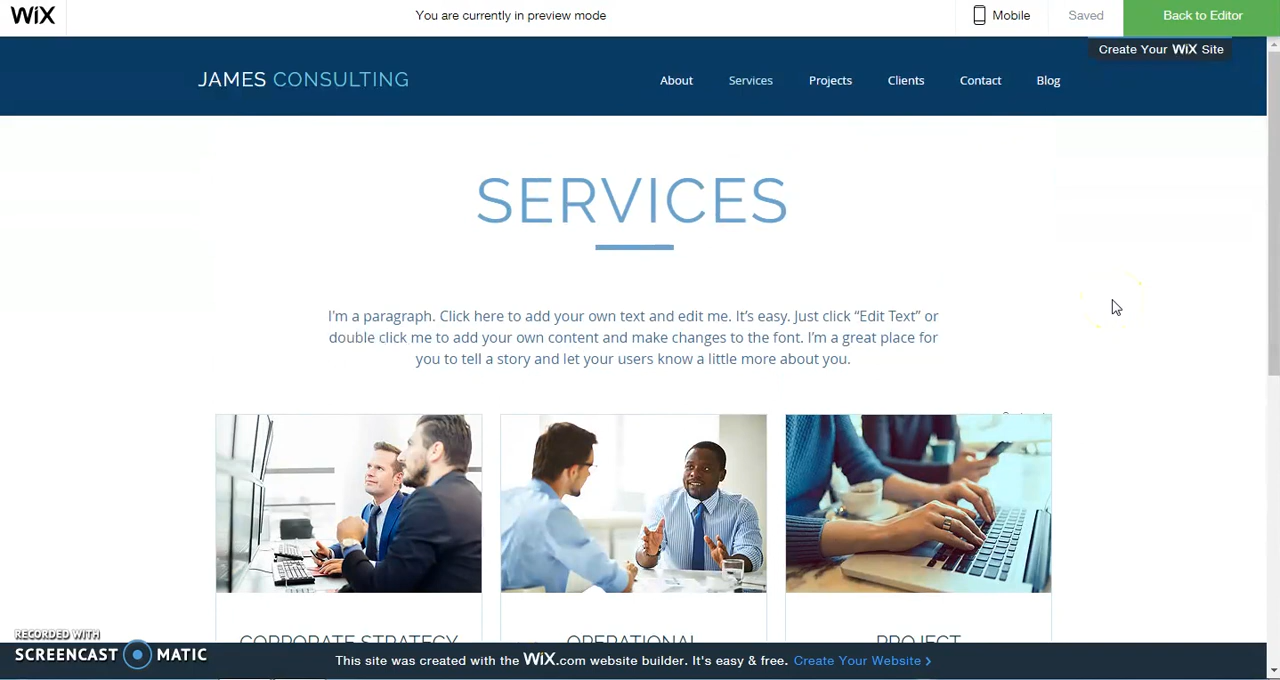 WiX
You are currently in preview mode
Mobile
Saved
Back to Editor
Create Your WiX Site
JAMES CONSULTING
About
Services
Projects
Clients
Contact
Blog
SERVICES
I'm a paragraph. Click here to add your own text and edit me. It's easy. Just click “Edit Text” or
double click me to add your own content and make changes to the font. I'm a great place for
you to tell a story and let your users know a little more about you.
CORPORATE STRATEGY
OPERATIONAL
PROJECT
RECORDED WITH
SCREENCAST MATIC
This site was created with the WiX.com website builder. It's easy & free. Create Your Website >